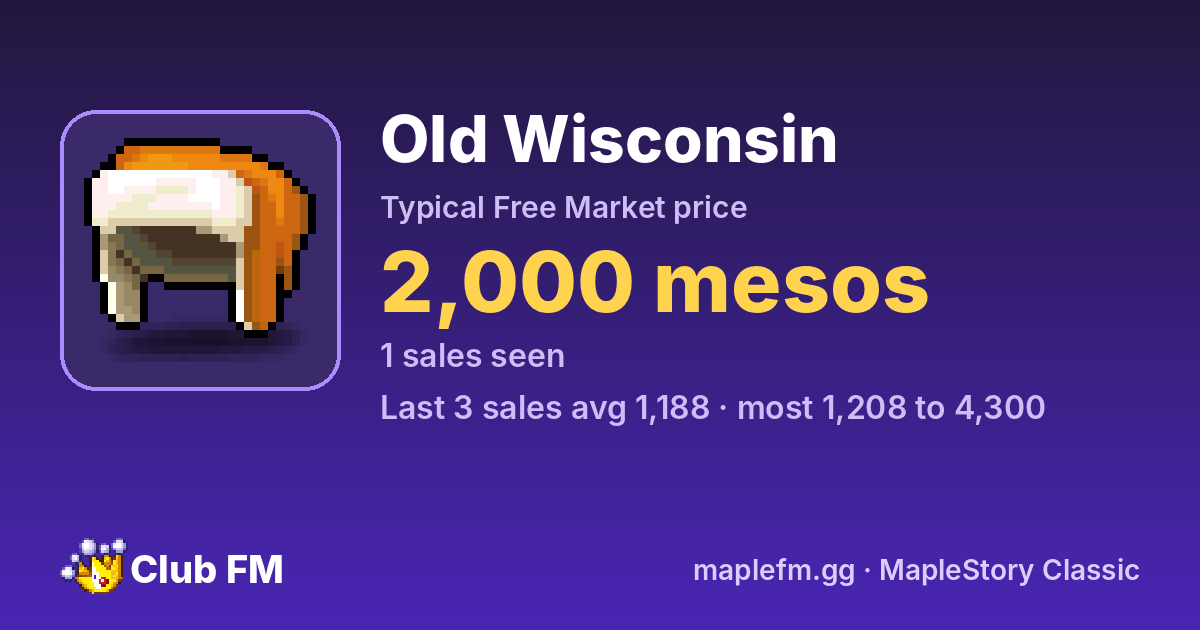 Old Wisconsin
Typical Free Market price
2,000 mesos
1 sales seen
Last 3 sales avg 1,188 · most 1,208 to 4,300
Club FM
maplefm.gg · MapleStory Classic